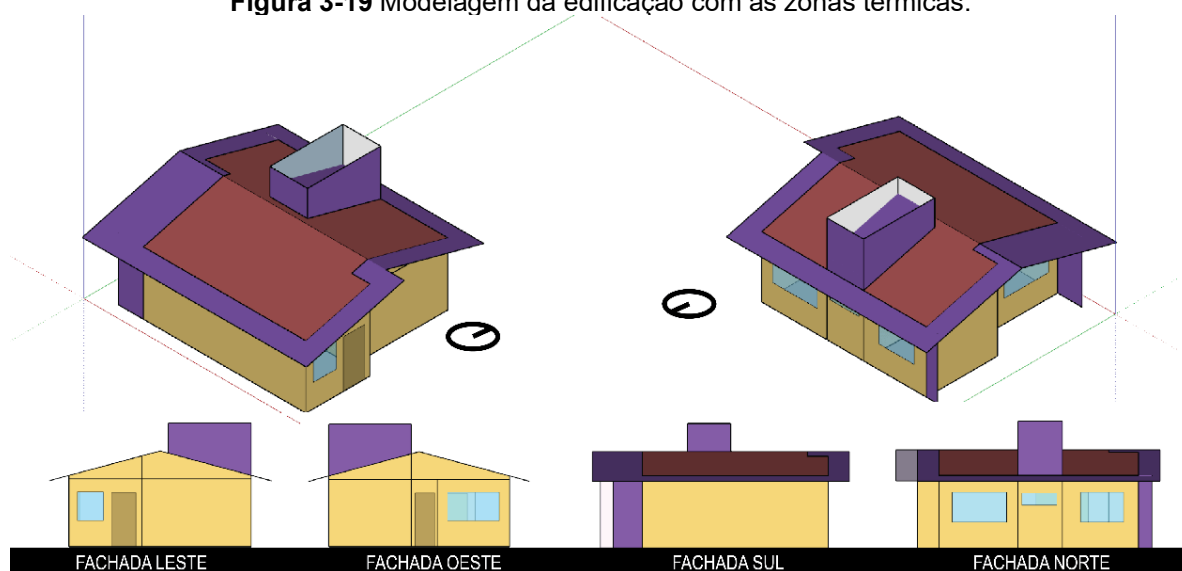 Figura 3-19 Modelagem da edificação com as zonas térmicas.
FACHADA LESTE
FACHADA OESTE
FACHADA SUL
FACHADA NORTE